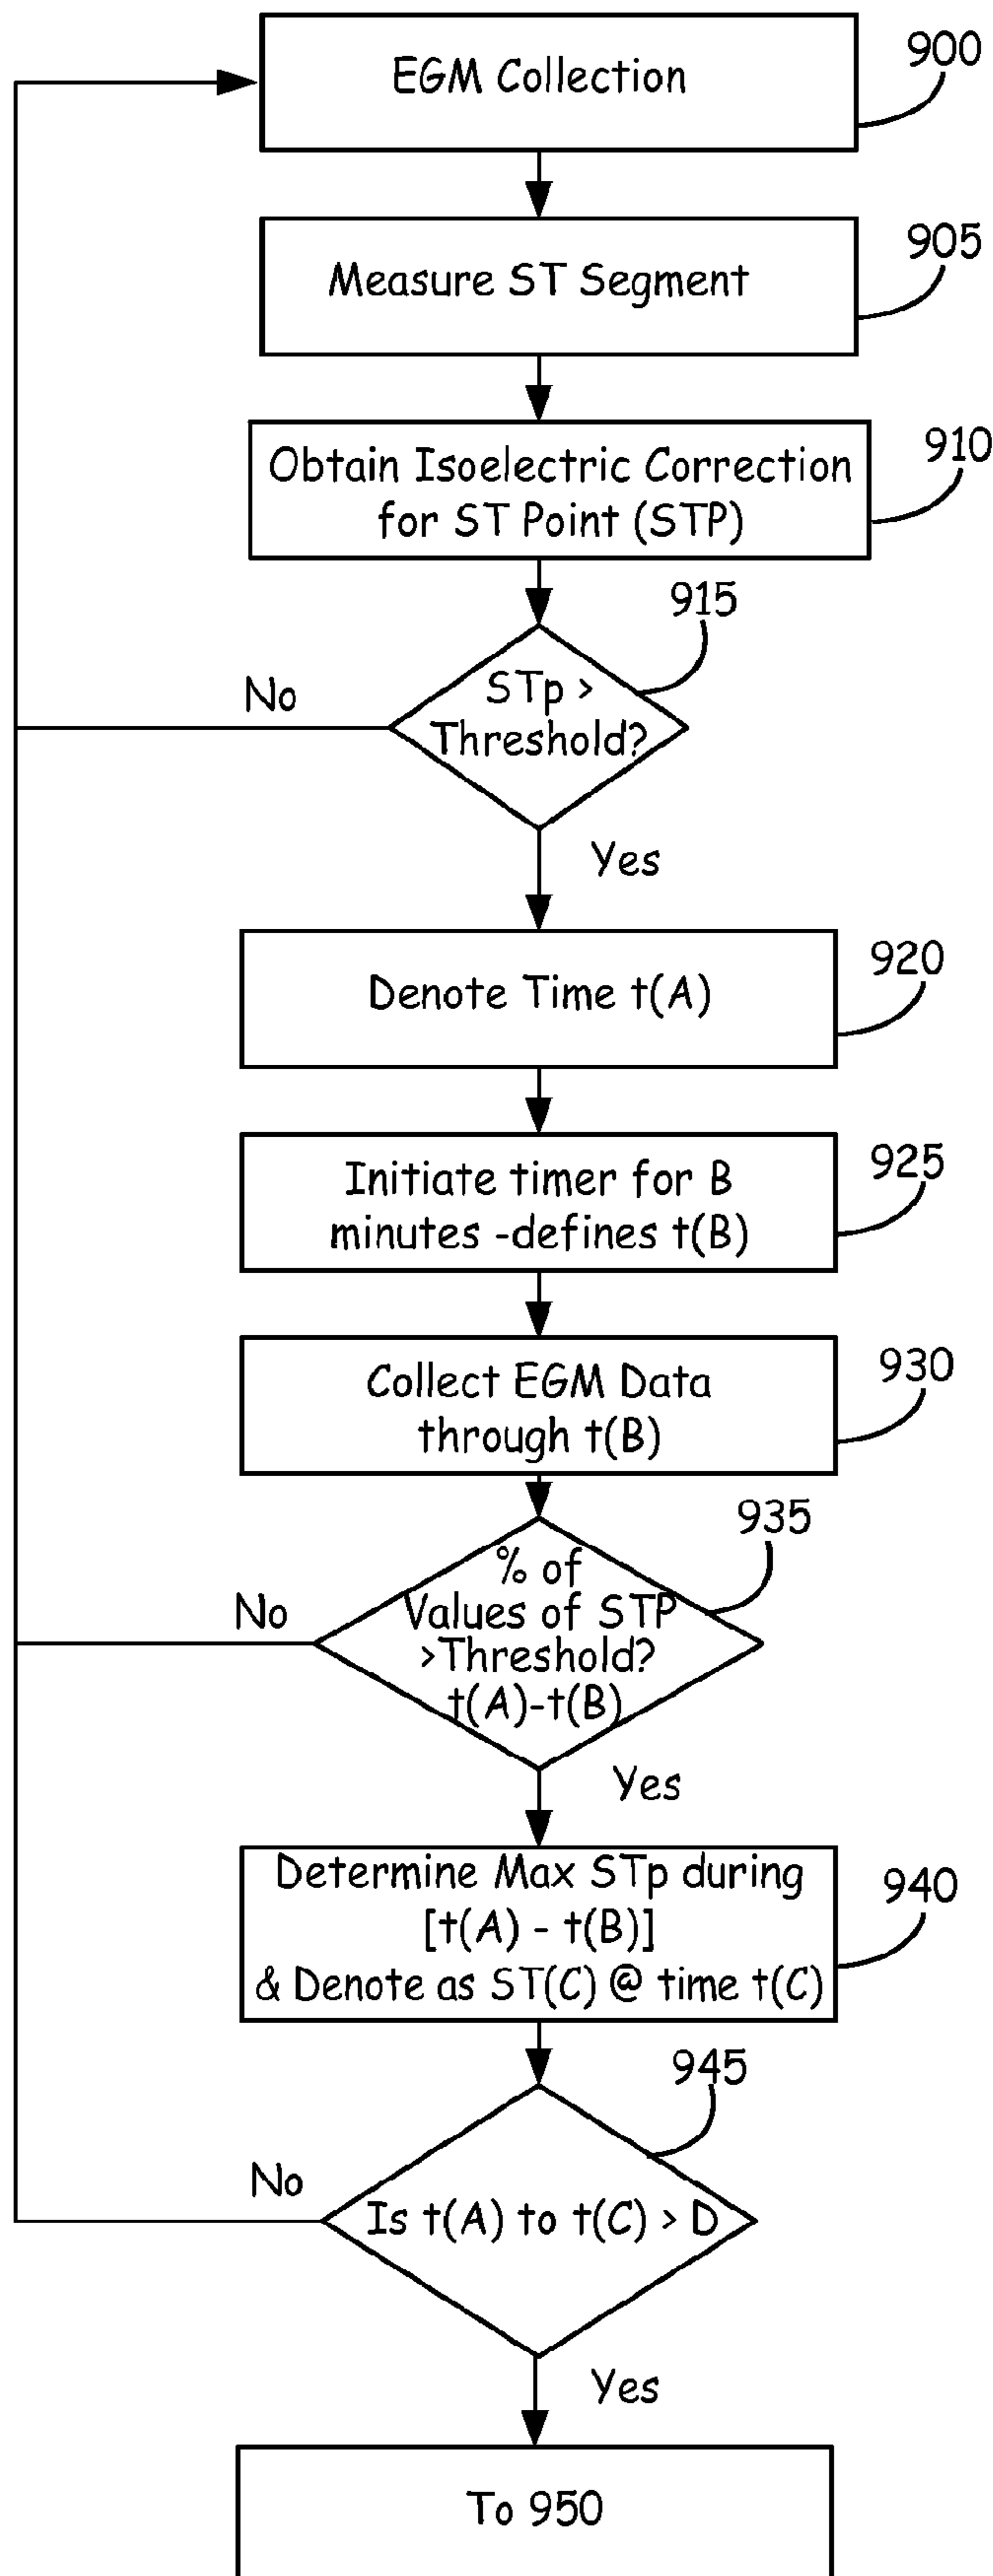 EGM Collection
900
Measure ST Segment
905
Obtain Isoelectric Correction
for ST Point (STP)
910
915
STp >
Threshold?
No
Yes
Denote Time t(A)
920
Initiate timer for B
minutes -defines t(B)
925
Collect EGM Data
through t(B)
930
935
% of
Values of STP
>Threshold?
t(A)-t(B)
No
Yes
Determine Max STp during
[t(A) - t(B)]
& Denote as ST(C) @ time t(C)
940
945
No
Is t(A) to t(C) > D
Yes
To 950